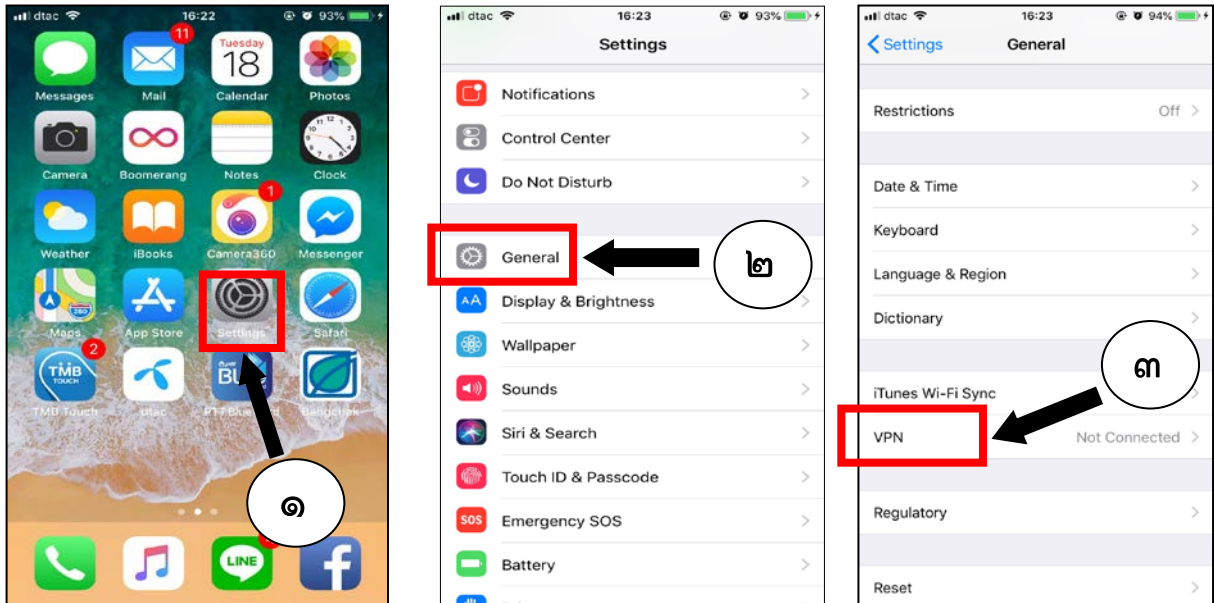 dtac 16:22 93%
11
Tuesday
18
Messages Mail Calendar Photos
12
Camera Boomerang Notes Clock
1
Weather iBooks Camera360 Messenger
280
Maps App Store Settings Safari
2
TMB
TOUCH
TMB Touch dtac
LINE
๑
dtac 16:23 93%
Settings
Notifications
Control Center
Do Not Disturb
General
๒
AA Display & Brightness
Wallpaper
Sounds
Siri & Search
Touch ID & Passcode
SOS Emergency SOS
Battery
dtac 16:23 94%
Settings General
Restrictions Off
Date & Time
Keyboard
Language & Region
Dictionary
๓
iTunes Wi-Fi Sync
VPN Not Connected
Regulatory
Reset